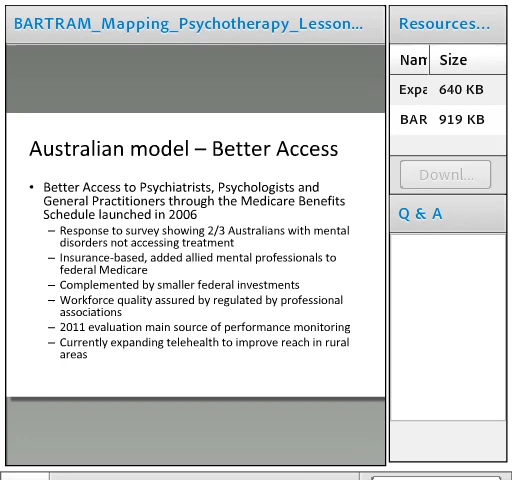 BARTRAM_Mapping_Psychotherapy_Lesson...
Australian model – Better Access
• Better Access to Psychiatrists, Psychologists and
General Practitioners through the Medicare Benefits
Schedule launched in 2006
– Response to survey showing 2/3 Australians with mental
disorders not accessing treatment
– Insurance-based, added allied mental professionals to
federal Medicare
– Complemented by smaller federal investments
– Workforce quality assured by regulated by professional
associations
– 2011 evaluation main source of performance monitoring
– Currently expanding telehealth to improve reach in rural
areas
Resources...
Nan Size
Expa 640 KB
BAR 919 KB
Downl...
Q & A